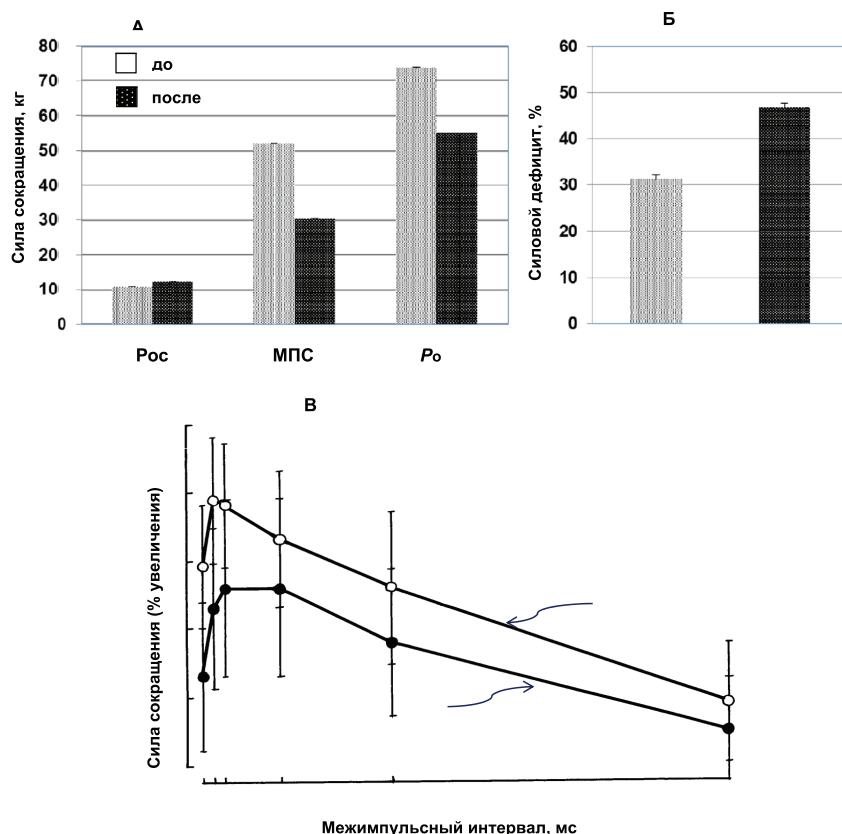 А
Б
80
70
60
50
40
30
20
10
0
Сила сокращения, кг
до
после
Рос
МПС
Pо
60
50
40
30
20
10
0
Силовой дефицит, %
В
Сила сокращения (% увеличения)
Межимпульсный интервал, мс